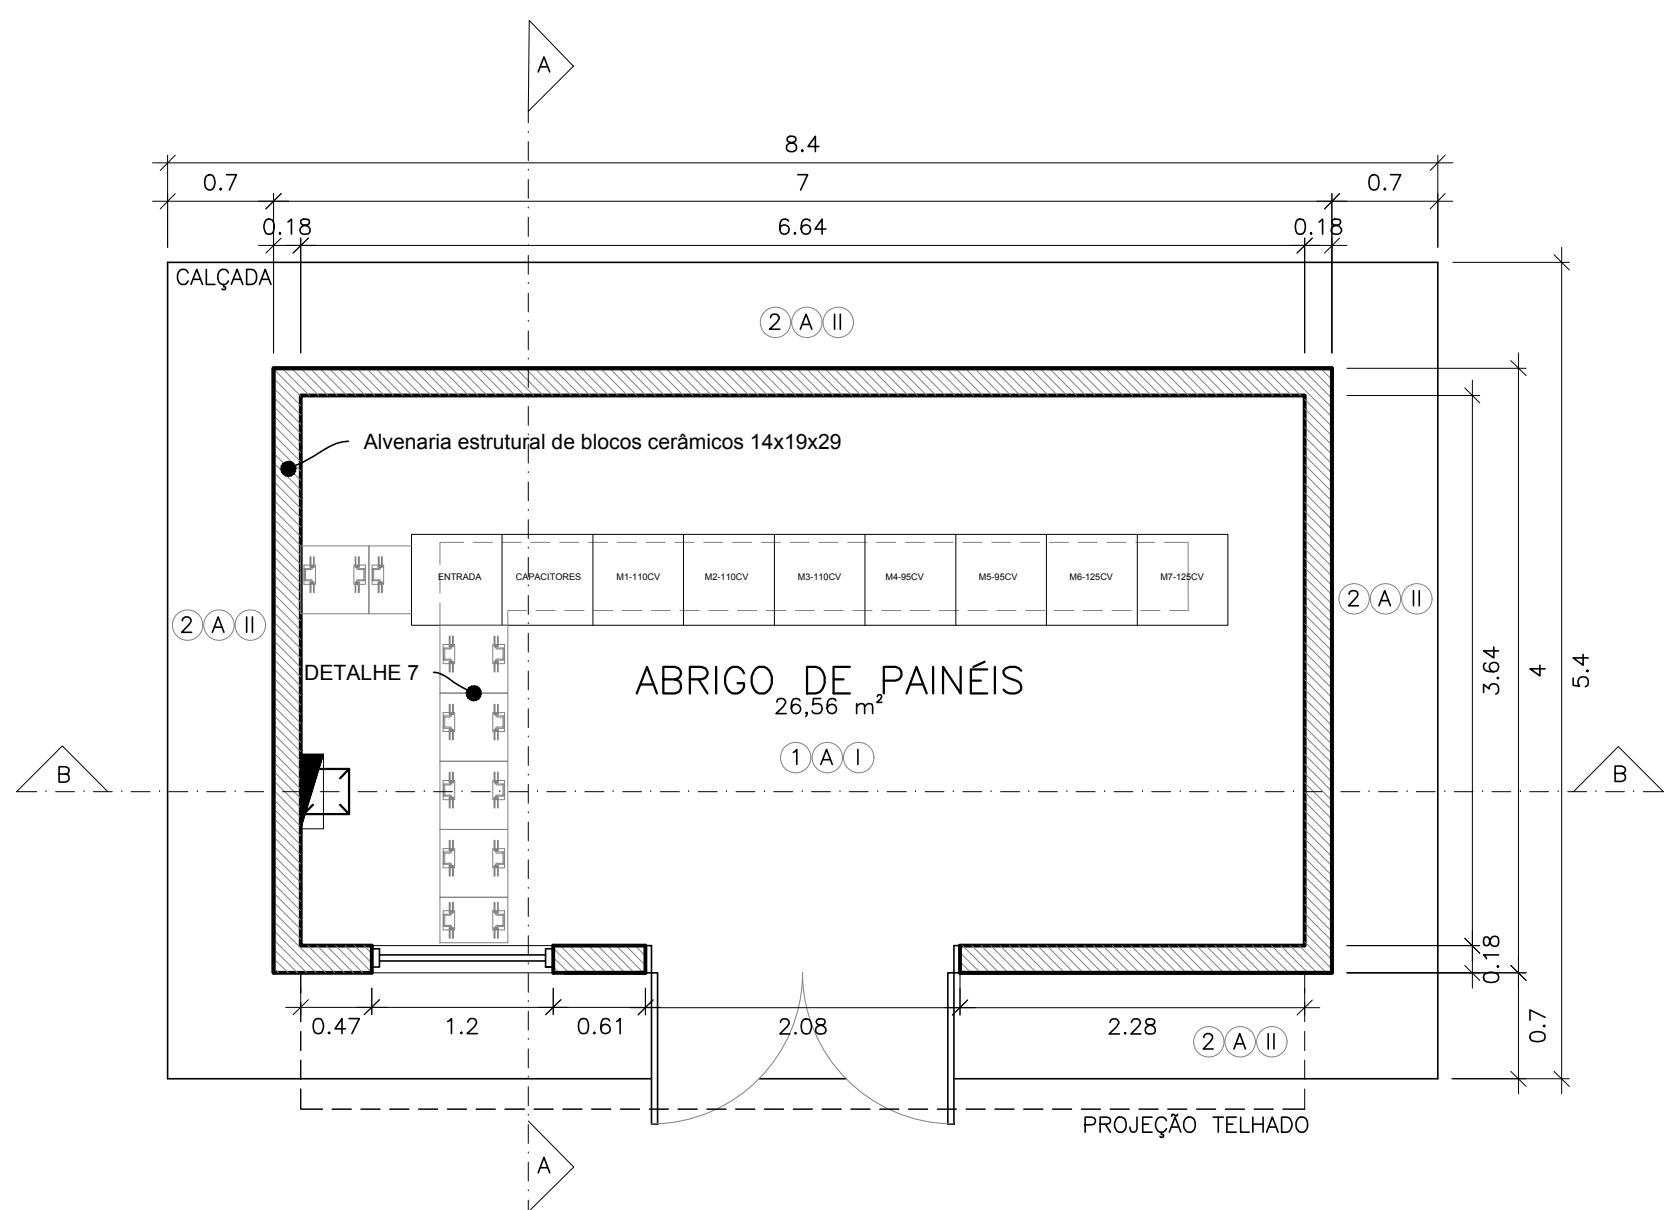 A
8.4
0.7 7 0.7
0.18 6.64 0.18
CALÇADA
2 A II
Alvenaria estrutural de blocos cerâmicos 14x19x29
ENTRADA CAPACITORES M1-110CV M2-110CV M3-110CV M4-95CV M5-95CV M6-125CV M7-125CV
2 A II
2 A II
DETALHE 7
ABRIGO DE PAINÉIS
26,56 m²
1 A I
3.64
4
5.4
B
B
0.18
0.47 1.2 0.61 2.08 2.28
0.7
2 A II
PROJEÇÃO TELHADO
A